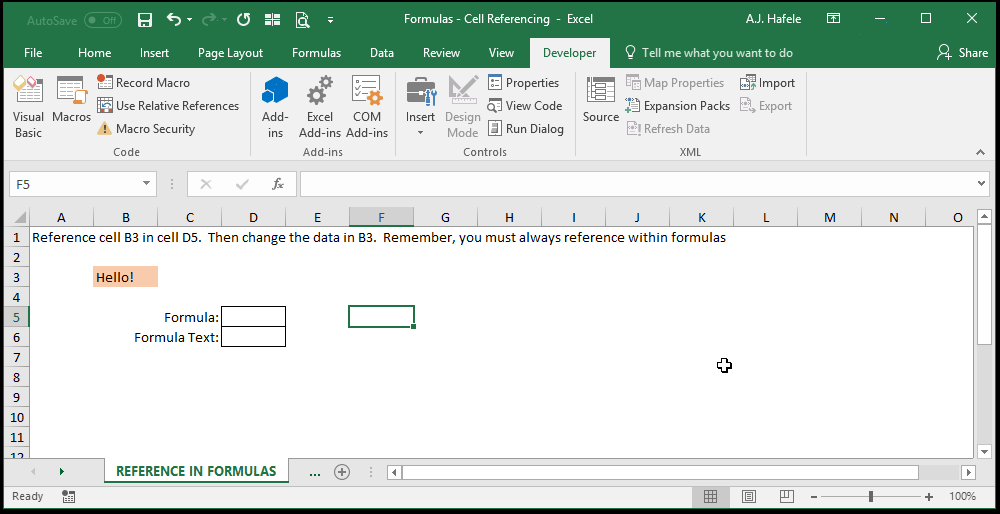 AutoSave Off Formulas - Cell Referencing - Excel A.J. Hafele
File Home Insert Page Layout Formulas Data Review View Developer Tell me what you want to do Share
Visual Basic
Macros
Record Macro
Use Relative References
Macro Security
Code
Add-ins
Excel Add-ins
COM Add-ins
Add-ins
Insert
Design Mode
Properties
View Code
Run Dialog
Controls
Source
Map Properties
Expansion Packs
Refresh Data
Import
Export
XML
F5 fx
A B C D E F G H I J K L M N O
1 Reference cell B3 in cell D5. Then change the data in B3. Remember, you must always reference within formulas
2
3 Hello!
4
5 Formula:
6 Formula Text:
7
8
9
10
11
12
REFERENCE IN FORMULAS ...
Ready 100%